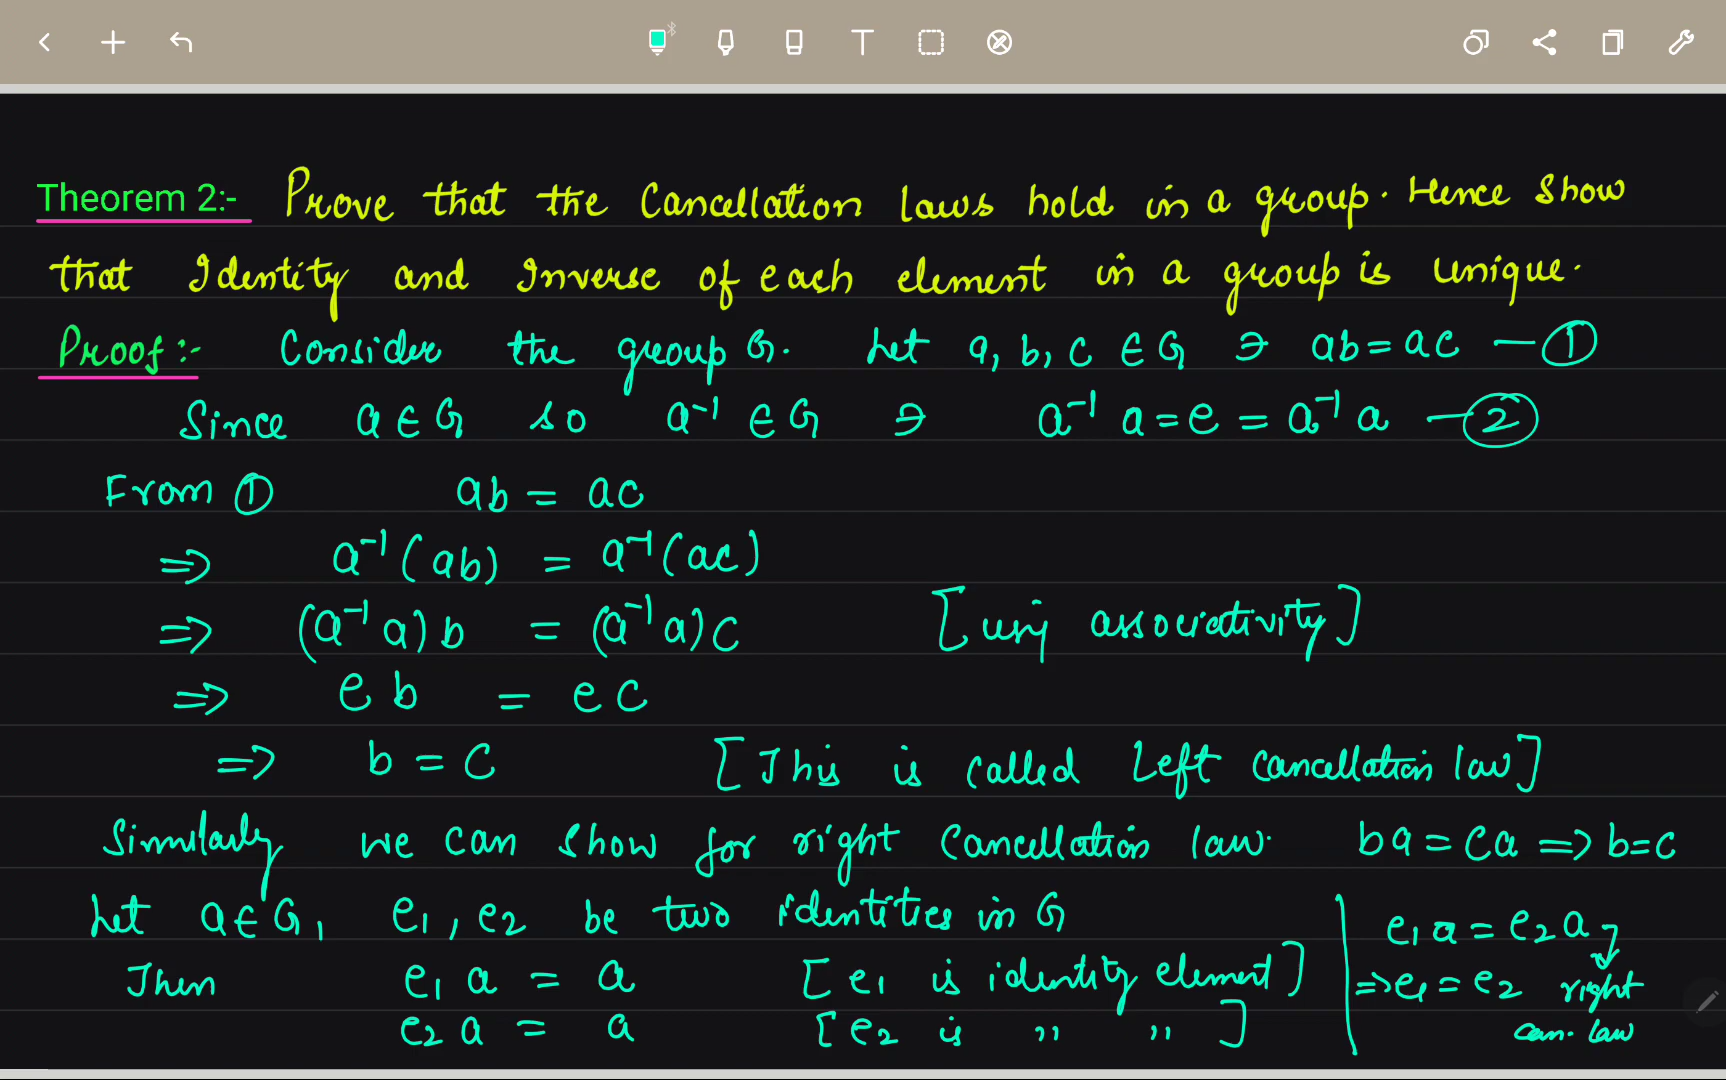 Theorem 2:- Prove that the Cancellation laws hold in a group. Hence show
that Identity and Inverse of each element in a group is unique.
Proof :- Consider the group G. Let a, b, c ∈ G ∋ ab = ac — ①
Since a ∈ G so a⁻¹ ∈ G ∋ a⁻¹ a = e = a⁻¹ a — ②
From ① ab = ac
⇒ a⁻¹(ab) = a⁻¹(ac)
⇒ (a⁻¹ a) b = (a⁻¹ a) c [using associativity]
⇒ e b = e c
⇒ b = c [This is called Left Cancellation law]
Similarly we can show for right Cancellation law. ba = ca ⇒ b=c
Let a ∈ G, e₁, e₂ be two identities in G
Then e₁ a = a [e₁ is identity element]
e₂ a = a [e₂ is " "]
e₁ a = e₂ a
⇒ e₁ = e₂ right
can. law